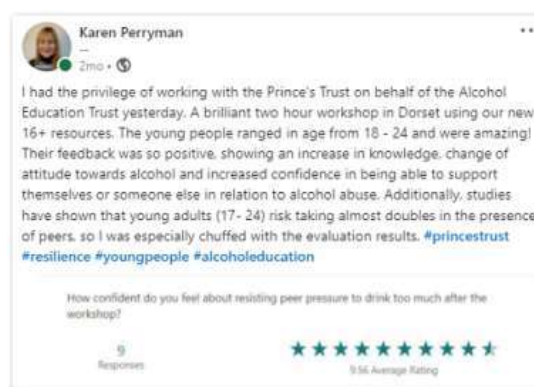 Karen Perryman
--
2mo •
I had the privilege of working with the Prince's Trust on behalf of the Alcohol
Education Trust yesterday. A brilliant two hour workshop in Dorset using our new
16+ resources. The young people ranged in age from 18 - 24 and were amazing!
Their feedback was so positive, showing an increase in knowledge, change of
attitude towards alcohol and increased confidence in being able to support
themselves or someone else in relation to alcohol abuse. Additionally, studies
have shown that young adults (17- 24) risk taking almost doubles in the presence
of peers, so I was especially chuffed with the evaluation results. #princestrust
#resilience #youngpeople #alcoholeducation
How confident do you feel about resisting peer pressure to drink too much after the
workshop?
9
Responses
9.56 Average Rating